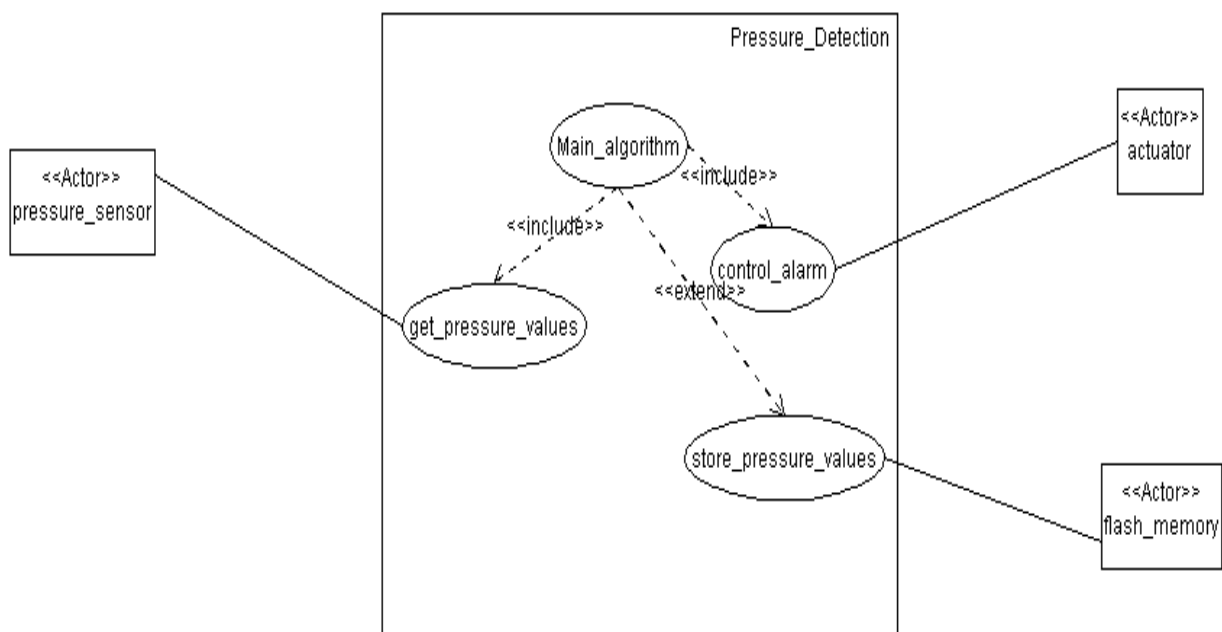 Pressure_Detection
Main_algorithm
<<Actor>>
actuator
<<Actor>>
pressure_sensor
<<include>>
<<include>>
control_alarm
<<extend>>
get_pressure_values
store_pressure_values
<<Actor>>
flash_memory